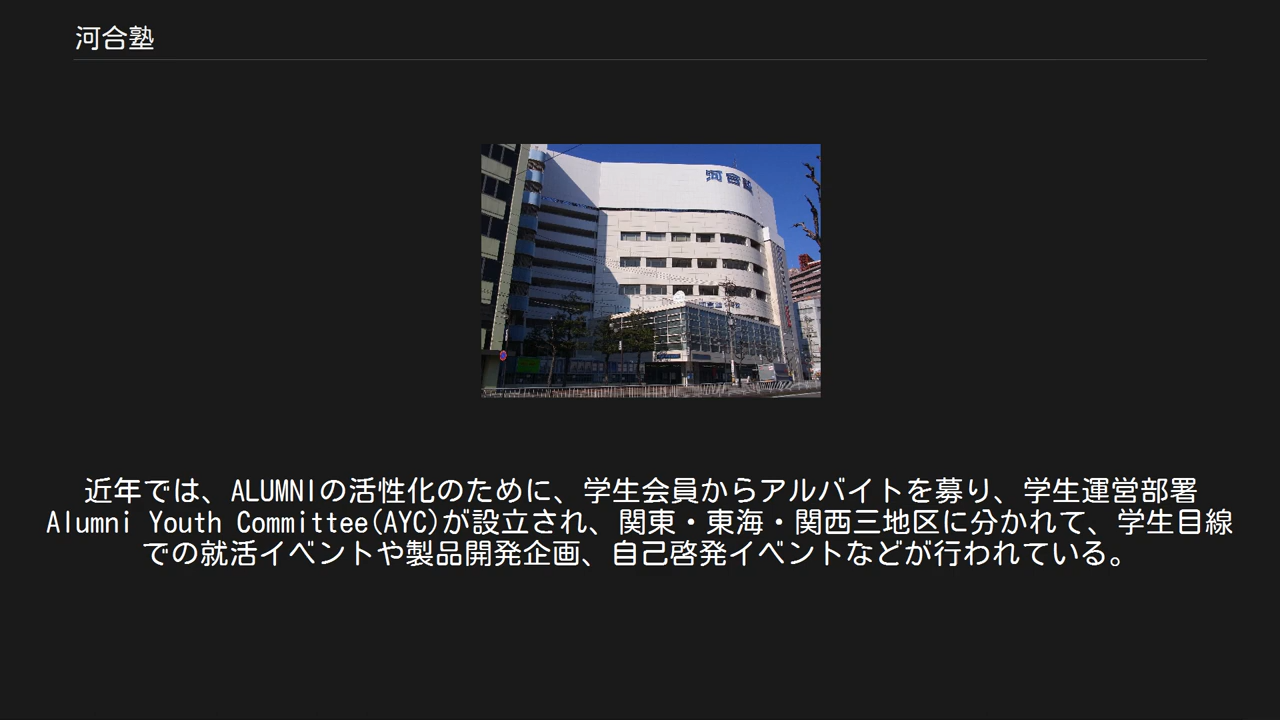 河合塾
河合塾
近年では、ALUMNIの活性化のために、学生会員からアルバイトを募り、学生運営部署
Alumni Youth Committee(AYC)が設立され、関東・東海・関西三地区に分かれて、学生目線
での就活イベントや製品開発企画、自己啓発イベントなどが行われている。